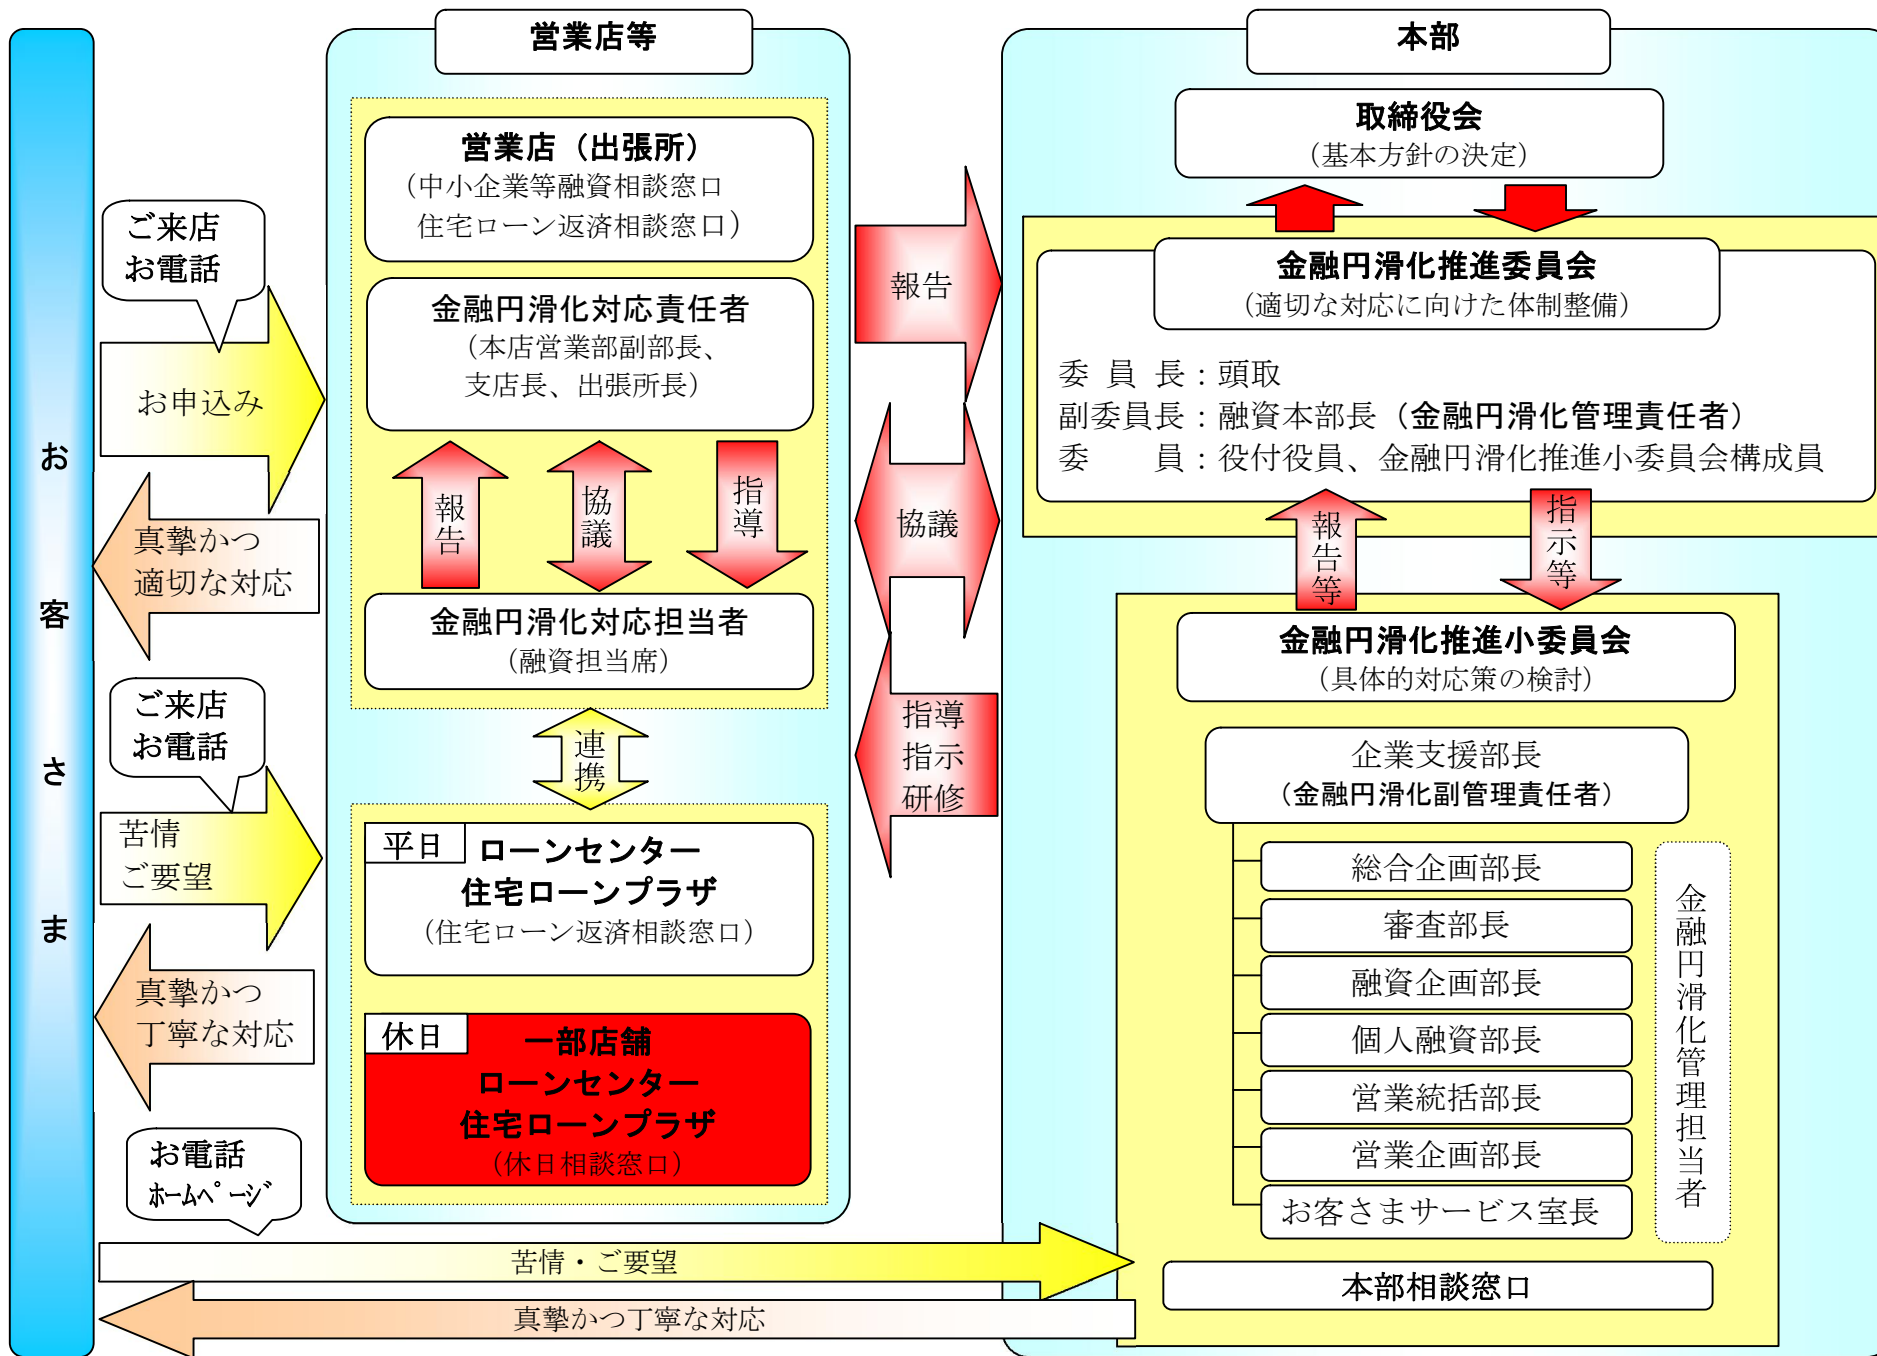 お客さま
ご来店
お電話
お申込み
真摯かつ
適切な対応
ご来店
お電話
苦情
ご要望
真摯かつ
丁寧な対応
お電話
ﾎｰﾑﾍﾟｰｼﾞ
営業店等
営業店（出張所）
（中小企業等融資相談窓口
住宅ローン返済相談窓口）
金融円滑化対応責任者
（本店営業部副部長、
支店長、出張所長）
報告
協議
指導
金融円滑化対応担当者
（融資担当席）
連携
平日
ローンセンター
住宅ローンプラザ
（住宅ローン返済相談窓口）
休日
一部店舗
ローンセンター
住宅ローンプラザ
（休日相談窓口）
報告
協議
指導
指示
研修
本部
取締役会
（基本方針の決定）
金融円滑化推進委員会
（適切な対応に向けた体制整備）
委 員 長：頭取
副委員長：融資本部長（金融円滑化管理責任者）
委　　員：役付役員、金融円滑化推進小委員会構成員
報告等
指示等
金融円滑化推進小委員会
（具体的対応策の検討）
企業支援部長
（金融円滑化副管理責任者）
総合企画部長
審査部長
融資企画部長
個人融資部長
営業統括部長
営業企画部長
お客さまサービス室長
金融円滑化管理担当者
本部相談窓口
苦情・ご要望
真摯かつ丁寧な対応